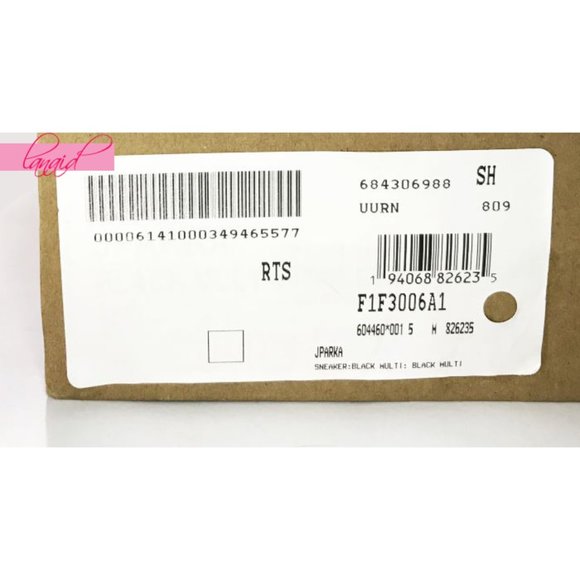 lanaid
684306988 SH
UURN 809
00006141000349465577
RTS
1 94068 82623 5
F1F3006A1
604460*001 5 M 826235
JPARKA
SNEAKER:BLACK MULTI: BLACK MULTI